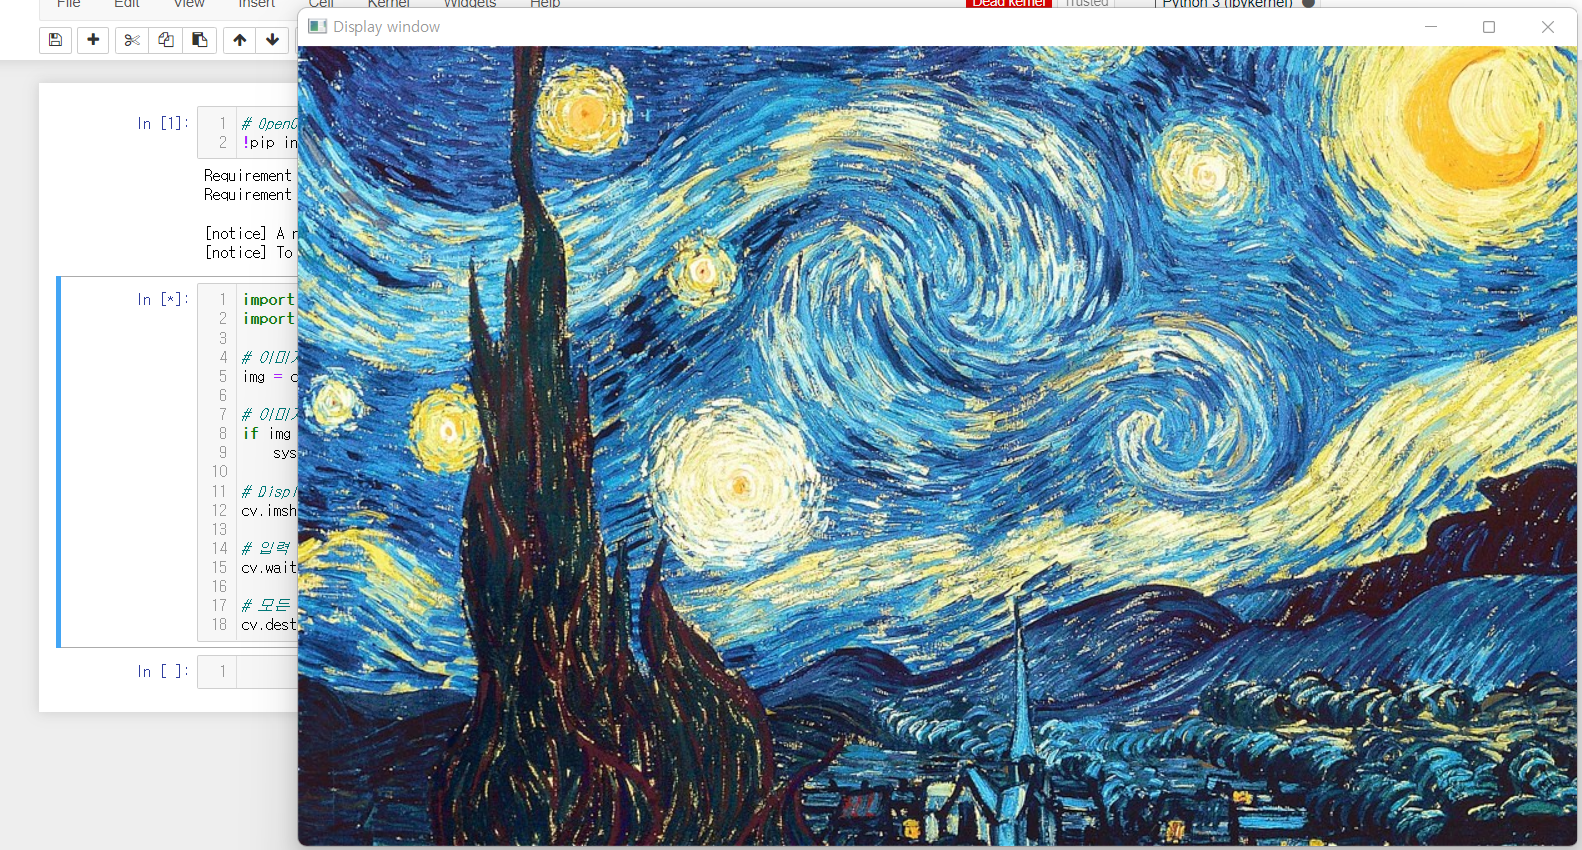 File Edit View Insert Cell Kernel Widgets Help Dead kernel Trusted Python 3 (ipykernel)
Display window
In [1]:
1 # OpenC
2 !pip in
Requirement
Requirement
[notice] A
[notice] To
In [*]:
1 import
2 import
3
4 # 이미지
5 img = c
6
7 # 이미지
8 if img
9 sys
10
11 # Displ
12 cv.imsh
13
14 # 입력
15 cv.wait
16
17 # 모든
18 cv.dest
In [ ]:
1